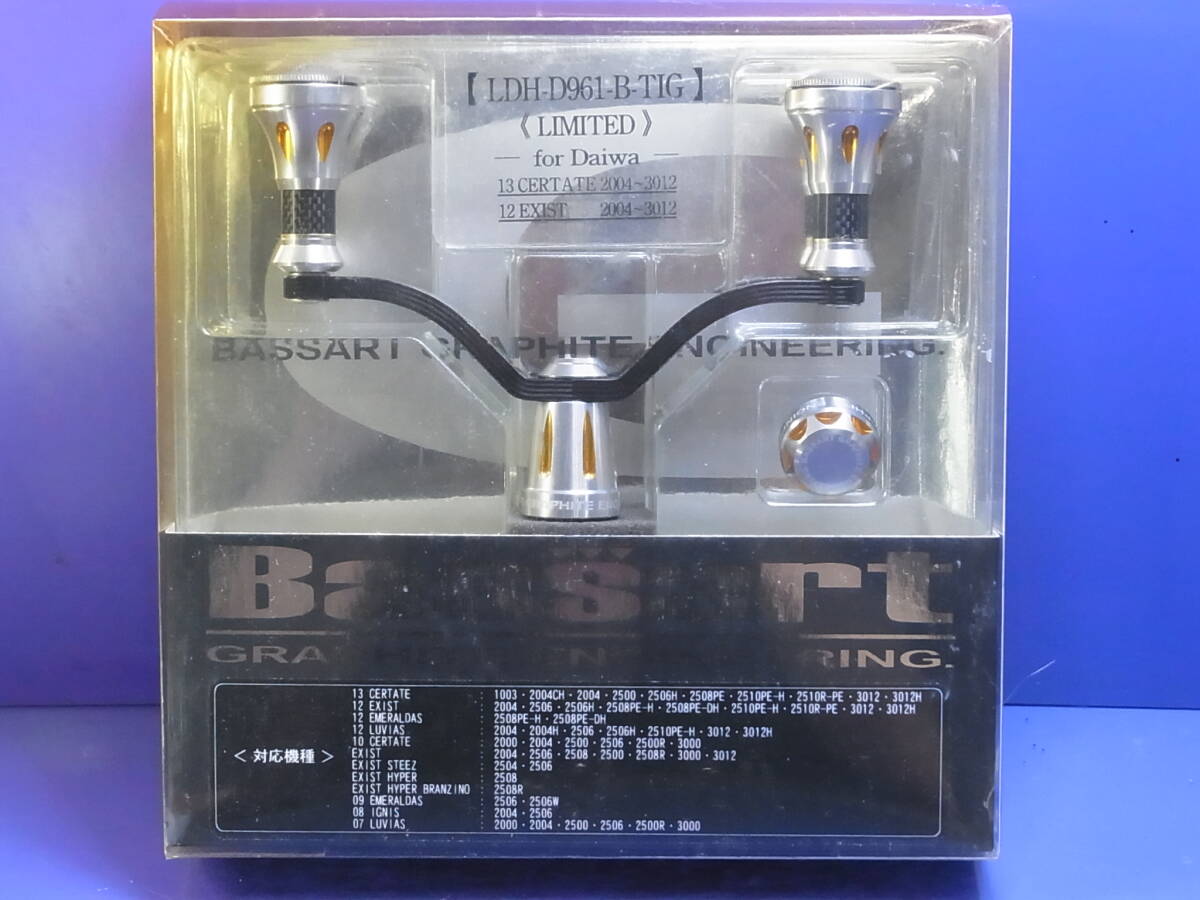 【 LDH-D961-B-TIG 】
《 LIMITED 》
— for Daiwa —
13 CERTATE 2004~3012
12 EXIST 2004~3012
BASSART GRAPHITE ENGINEERING.
Bassart
GRAPHITE ENGINEERING.
<対応機種>
13 CERTATE : 1003・2004CH・2004・2500・2506H・2508PE・2510PE-H・2510R-PE・3012・3012H
12 EXIST : 2004・2506・2506H・2508PE-H・2508PE-DH・2510PE-H・2510R-PE・3012・3012H
12 EMERALDAS : 2508PE-H・2508PE-DH
12 LUVIAS : 2004・2004H・2506・2506H・2510PE-H・3012・3012H
10 CERTATE : 2000・2004・2500・2506・2500R・3000
EXIST : 2004・2506・2508・2500・2508R・3000・3012
EXIST STEEZ : 2504・2506
EXIST HYPER : 2508
EXIST HYPER BRANZINO : 2508R
09 EMERALDAS : 2506・2506W
08 IGNIS : 2004・2506
07 LUVIAS : 2000・2004・2500・2506・2500R・3000